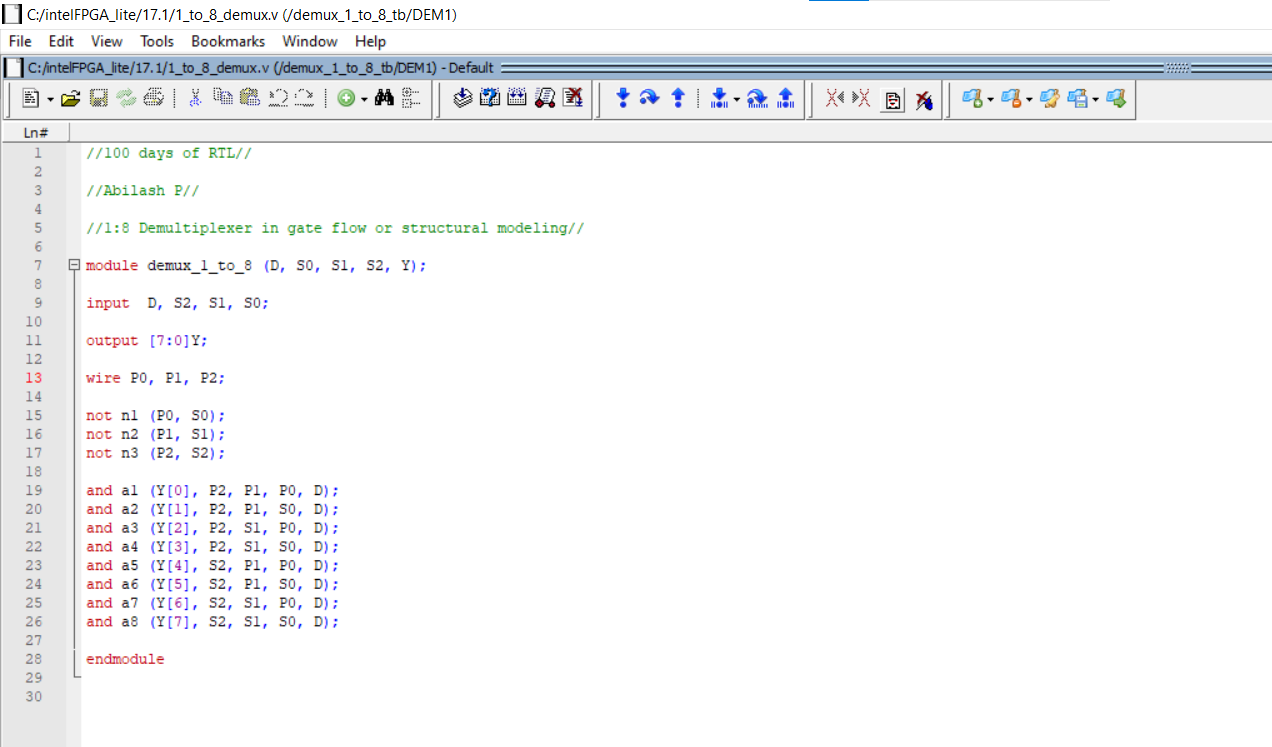 C:/intelFPGA_lite/17.1/1_to_8_demux.v (/demux_1_to_8_tb/DEM1)
File Edit View Tools Bookmarks Window Help
C:/intelFPGA_lite/17.1/1_to_8_demux.v (/demux_1_to_8_tb/DEM1) - Default
Ln#
1 //100 days of RTL//
2
3 //Abilash P//
4
5 //1:8 Demultiplexer in gate flow or structural modeling//
6
7 module demux_1_to_8 (D, S0, S1, S2, Y);
8
9 input  D, S2, S1, S0;
10
11 output [7:0]Y;
12
13 wire P0, P1, P2;
14
15 not n1 (P0, S0);
16 not n2 (P1, S1);
17 not n3 (P2, S2);
18
19 and a1 (Y[0], P2, P1, P0, D);
20 and a2 (Y[1], P2, P1, S0, D);
21 and a3 (Y[2], P2, S1, P0, D);
22 and a4 (Y[3], P2, S1, S0, D);
23 and a5 (Y[4], S2, P1, P0, D);
24 and a6 (Y[5], S2, P1, S0, D);
25 and a7 (Y[6], S2, S1, P0, D);
26 and a8 (Y[7], S2, S1, S0, D);
27
28 endmodule
29
30